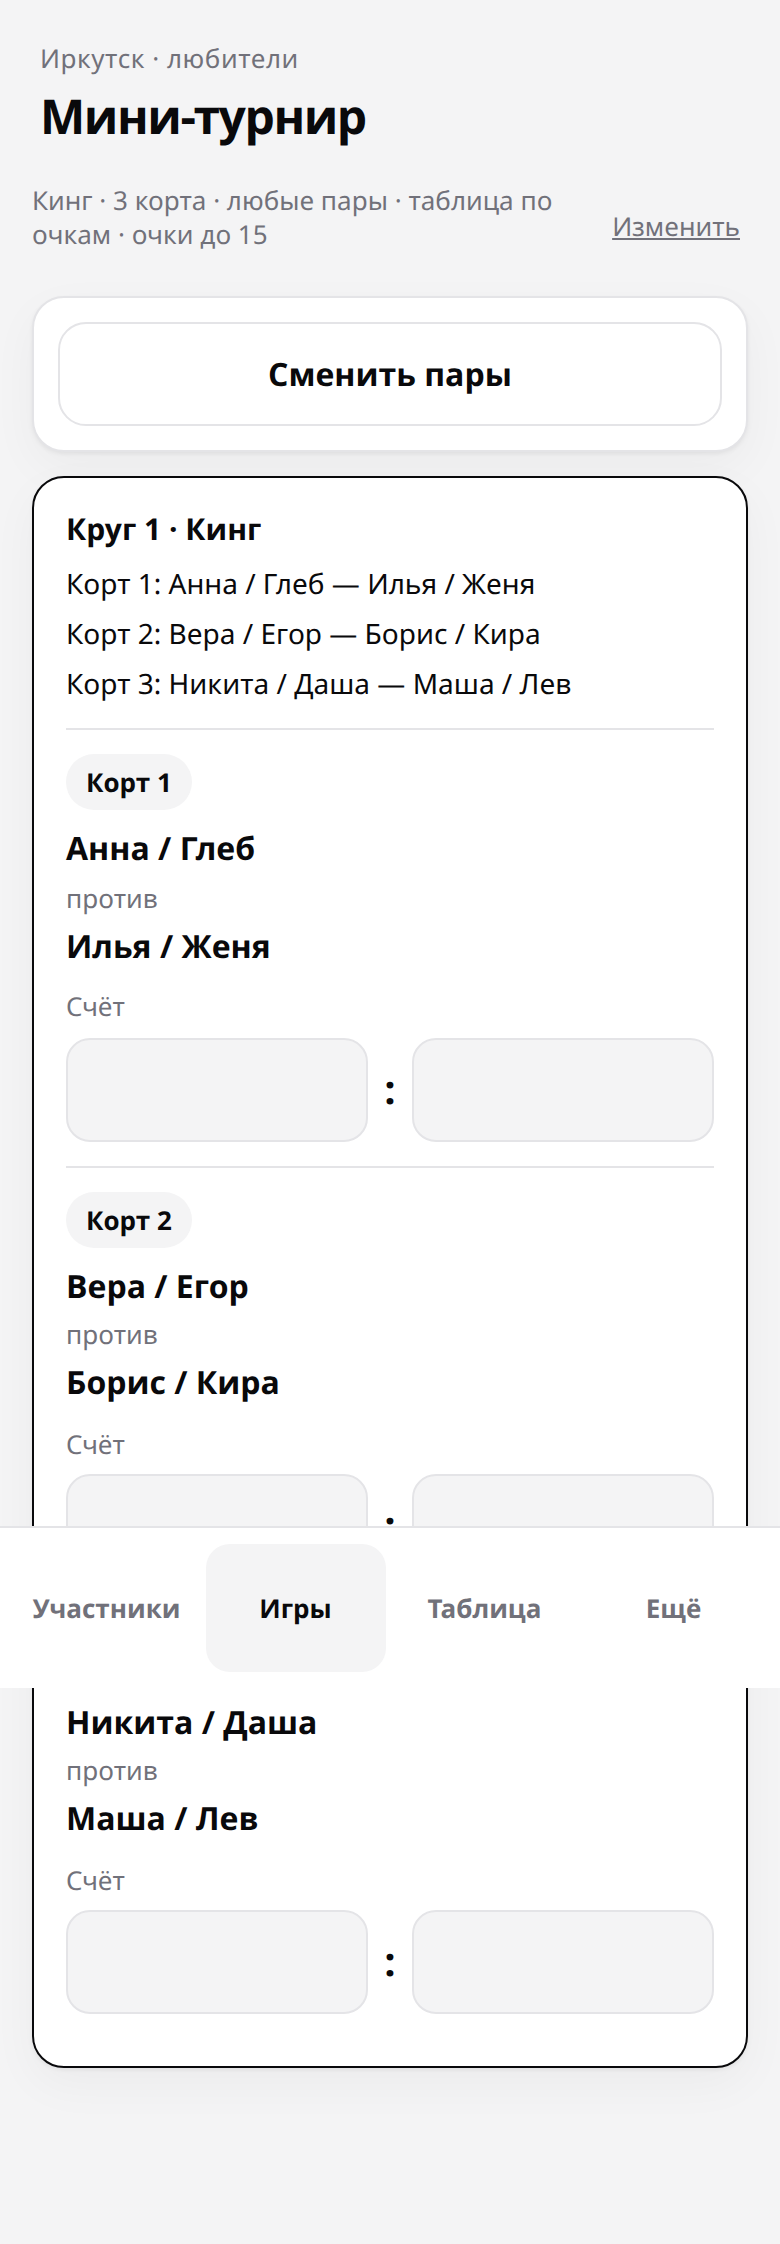 Иркутск · любители
Мини-турнир
Кинг · 3 корта · любые пары · таблица по
очкам · очки до 15
Изменить
Сменить пары
Круг 1 · Кинг
Корт 1: Анна / Глеб — Илья / Женя
Корт 2: Вера / Егор — Борис / Кира
Корт 3: Никита / Даша — Маша / Лев
Корт 1
Анна / Глеб
против
Илья / Женя
Счёт
:
Корт 2
Вера / Егор
против
Борис / Кира
Счёт
:
Участники
Игры
Таблица
Ещё
Никита / Даша
против
Маша / Лев
Счёт
: